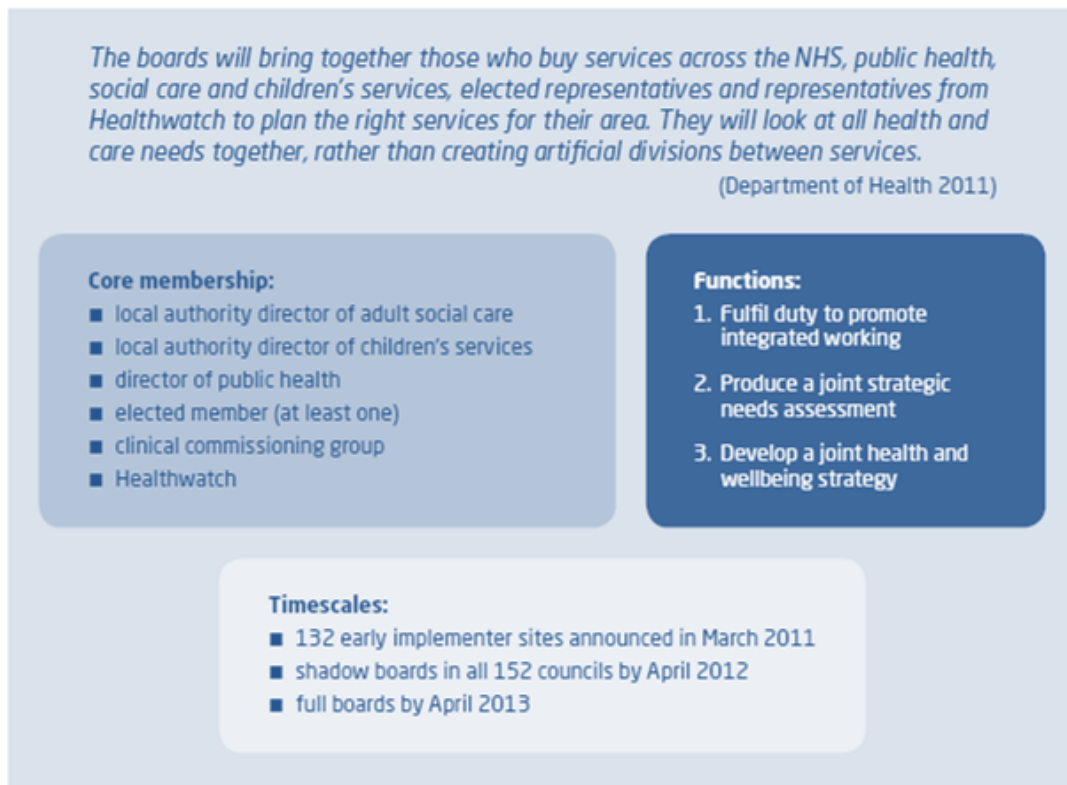 The boards will bring together those who buy services across the NHS, public health,
social care and children's services, elected representatives and representatives from
Healthwatch to plan the right services for their area. They will look at all health and
care needs together, rather than creating artificial divisions between services.
(Department of Health 2011)
Core membership:
■ local authority director of adult social care
■ local authority director of children's services
■ director of public health
■ elected member (at least one)
■ clinical commissioning group
■ Healthwatch
Functions:
1. Fulfil duty to promote
integrated working
2. Produce a joint strategic
needs assessment
3. Develop a joint health and
wellbeing strategy
Timescales:
■ 132 early implementer sites announced in March 2011
■ shadow boards in all 152 councils by April 2012
■ full boards by April 2013